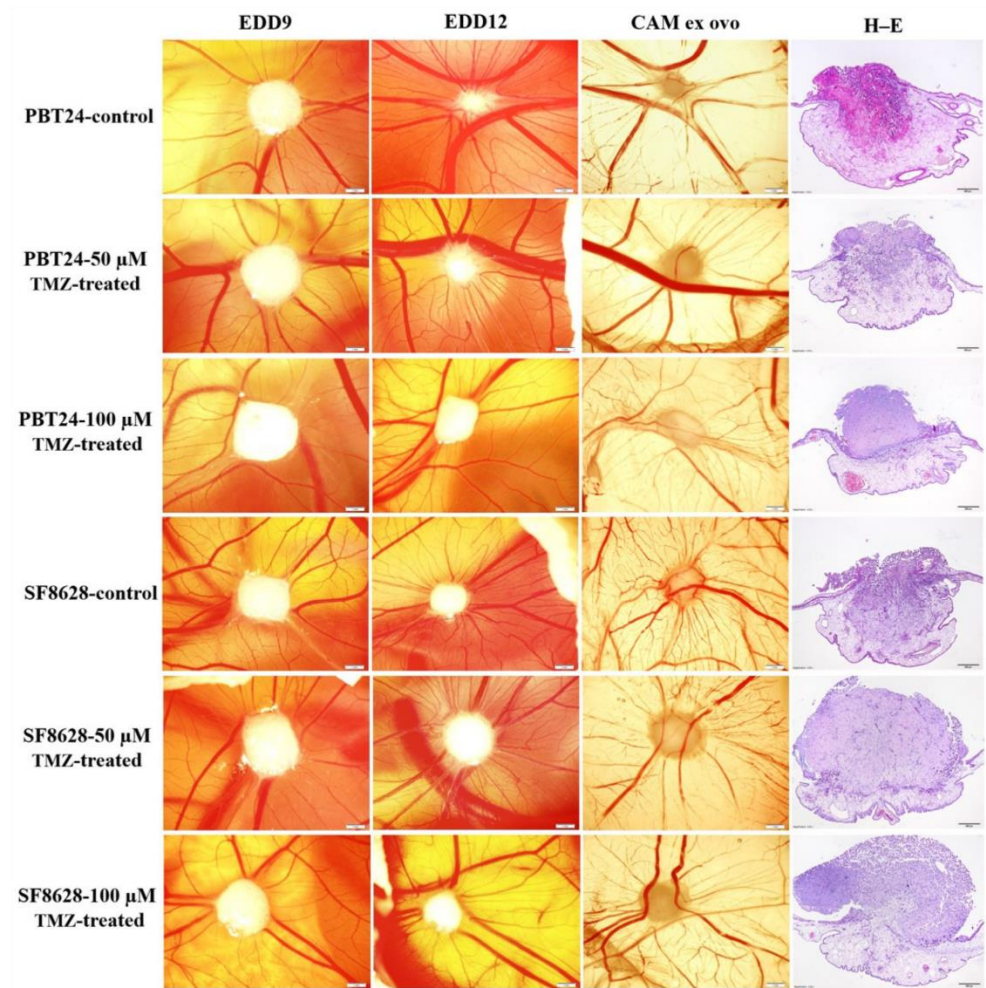 EDD9 EDD12 CAM ex ovo H–E
PBT24-control
PBT24-50 µM
TMZ-treated
PBT24-100 µM
TMZ-treated
SF8628-control
SF8628-50 µM
TMZ-treated
SF8628-100 µM
TMZ-treated